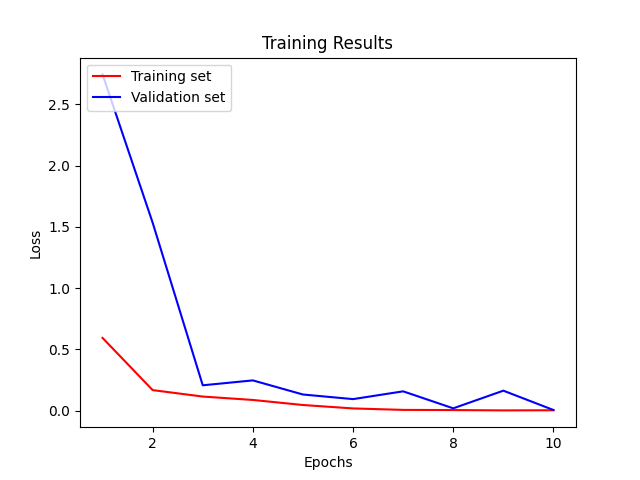 Training Results
Training set
Validation set
2.5
2.0
1.5
1.0
0.5
0.0
Loss
2 4 6 8 10
Epochs